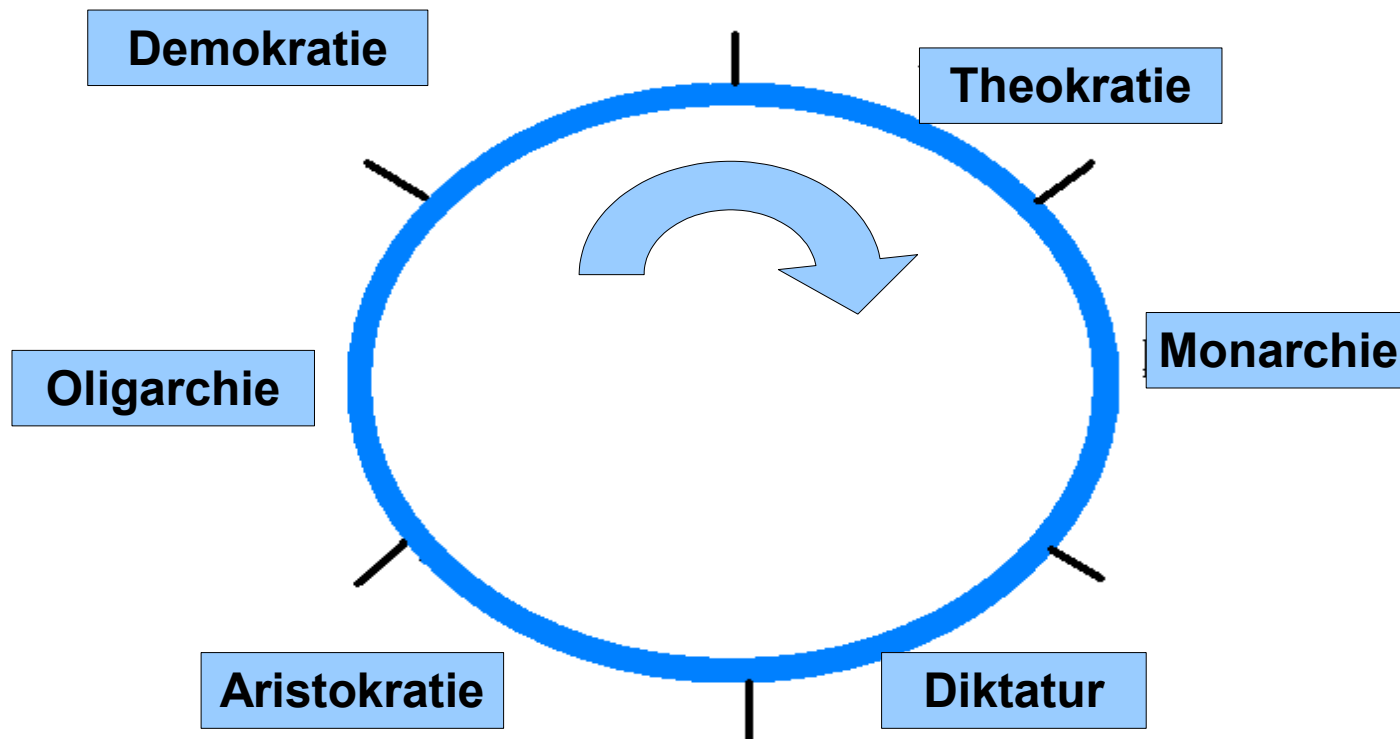 Demokratie
Theokratie
Monarchie
Oligarchie
Aristokratie
Diktatur